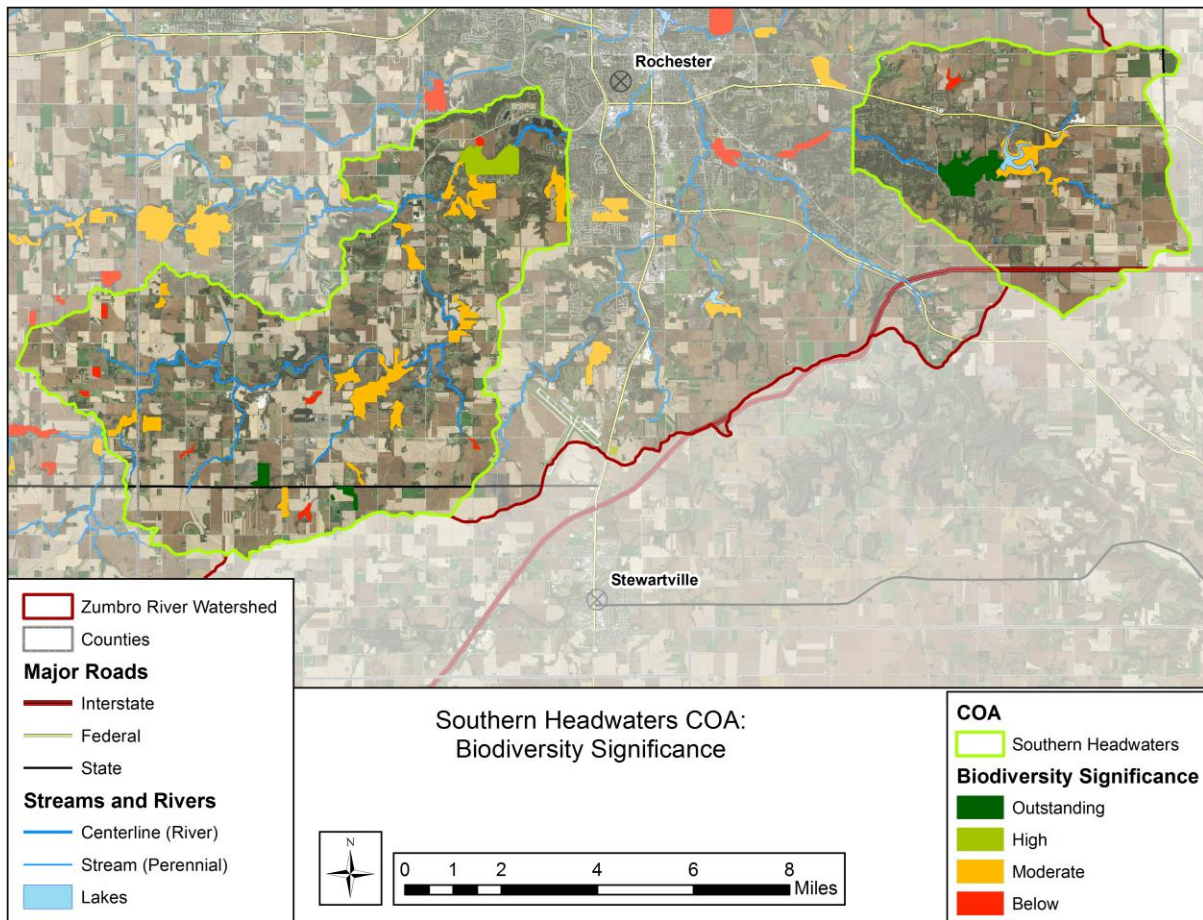 Rochester
Stewartville
Zumbro River Watershed
Counties
Major Roads
Interstate
Federal
State
Streams and Rivers
Centerline (River)
Stream (Perennial)
Lakes
Southern Headwaters COA:
Biodiversity Significance
N
0 1 2 4 6 8
Miles
COA
Southern Headwaters
Biodiversity Significance
Outstanding
High
Moderate
Below